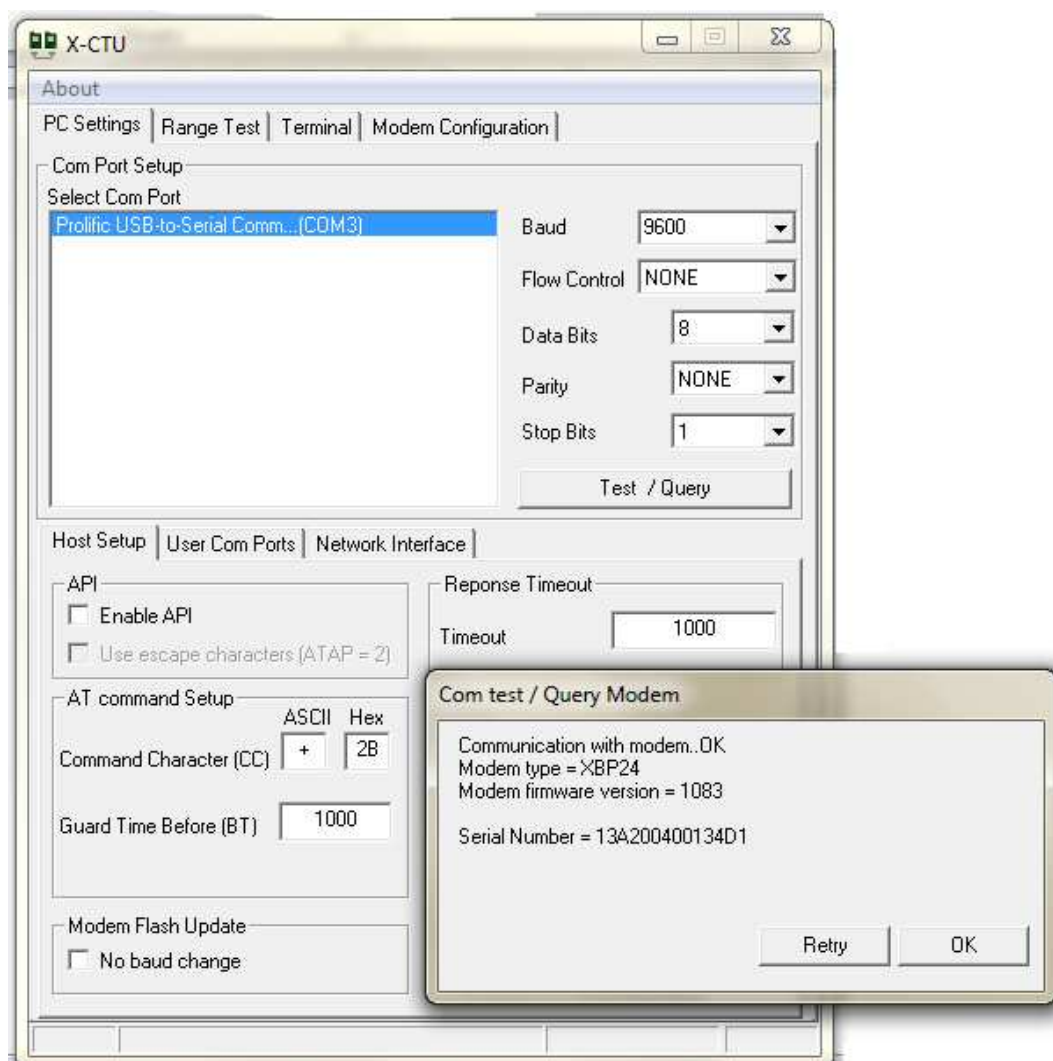 X-CTU
About
PC Settings Range Test Terminal Modem Configuration
Com Port Setup
Select Com Port
Prolific USB-to-Serial Comm...(COM3)
Baud 9600
Flow Control NONE
Data Bits 8
Parity NONE
Stop Bits 1
Test / Query
Host Setup User Com Ports Network Interface
API
Enable API
Use escape characters (ATAP = 2)
Reponse Timeout
Timeout 1000
AT command Setup
ASCII Hex
Command Character (CC) + 2B
Guard Time Before (BT) 1000
Modem Flash Update
No baud change
Com test / Query Modem
Communication with modem..OK
Modem type = XBP24
Modem firmware version = 1083
Serial Number = 13A200400134D1
Retry OK